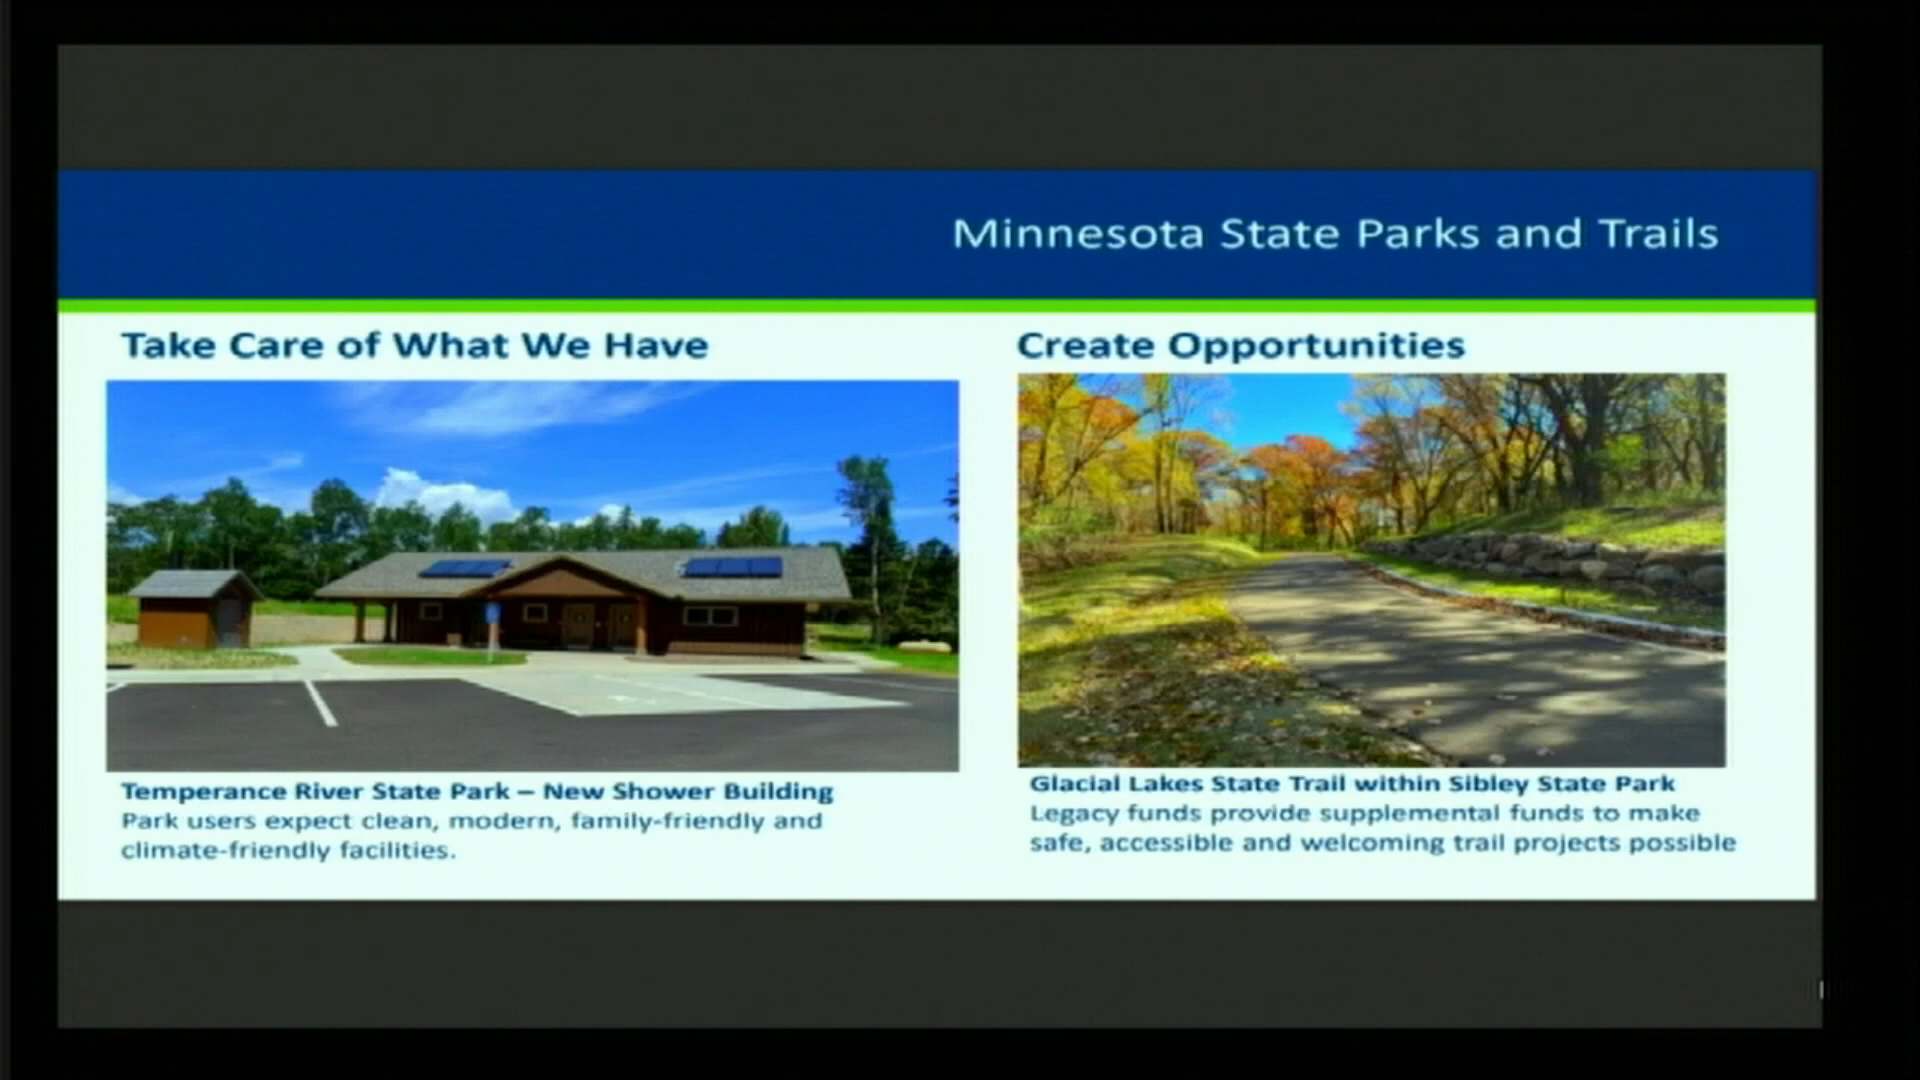 Minnesota State Parks and Trails
Take Care of What We Have
Create Opportunities
Temperance River State Park – New Shower Building
Park users expect clean, modern, family-friendly and
climate-friendly facilities.
Glacial Lakes State Trail within Sibley State Park
Legacy funds provide supplemental funds to make
safe, accessible and welcoming trail projects possible